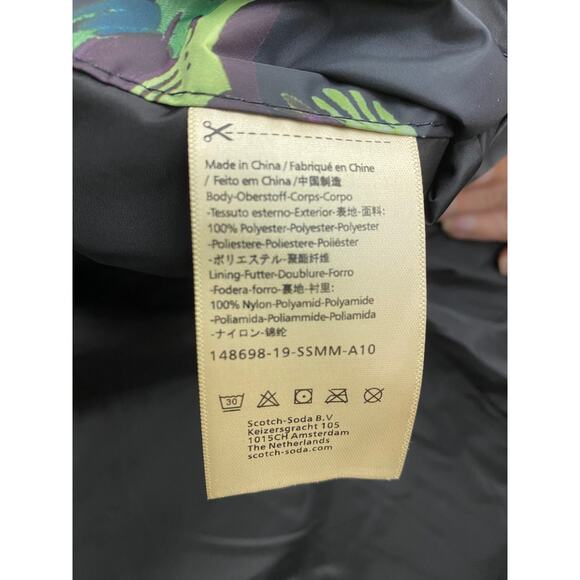 Made in China / Fabriqué en Chine
/ Feito em China /中国制造
Body-Oberstoff-Corps-Corpo
-Tessuto esterno-Exterior-表地-面料:
100% Polyester-Polyester-Polyester
-Poliestere-Poliestere-Poliéster
-ポリエステル-聚酯纤维
Lining-Futter-Doublure-Forro
-Fodera-forro-裏地-衬里:
100% Nylon-Polyamid-Polyamide
-Poliamida-Poliammide-Poliamida
-ナイロン-锦纶
148698-19-SSMM-A10
30
Scotch-Soda B.V
Keizersgracht 105
1015CH Amsterdam
The Netherlands
scotch-soda.com